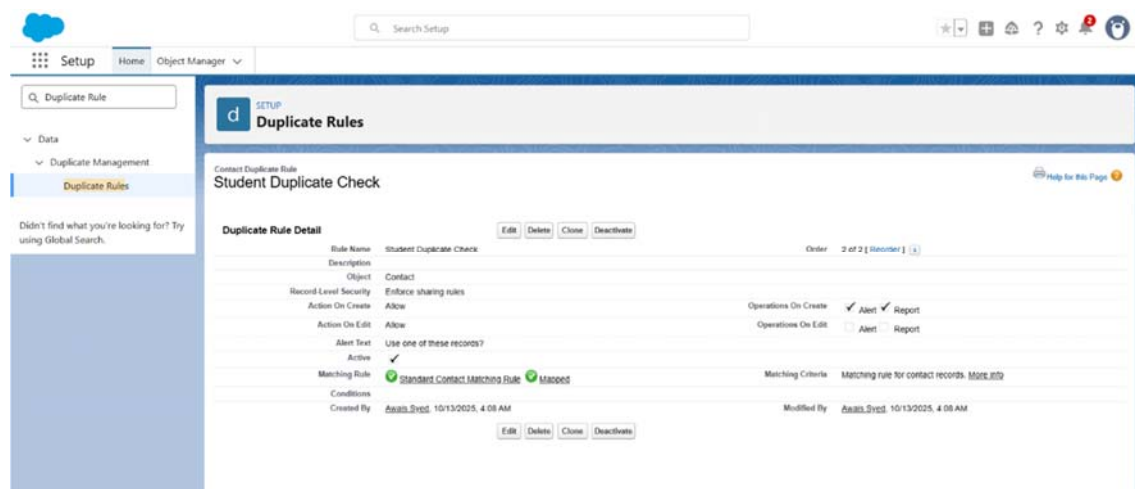 Search Setup
2
Setup
Home
Object Manager
Duplicate Rule
Data
Duplicate Management
Duplicate Rules
Didn't find what you're looking for? Try
using Global Search.
d
SETUP
Duplicate Rules
Contact Duplicate Rule
Student Duplicate Check
Help for this Page
Duplicate Rule Detail
Edit Delete Clone Deactivate
Rule Name Student Duplicate Check Order 2 of 2 [ Reorder ]
Description
Object Contact
Record-Level Security Enforce sharing rules
Action On Create Allow Operations On Create Alert Report
Action On Edit Allow Operations On Edit Alert Report
Alert Text Use one of these records?
Active
Matching Rule Standard Contact Matching Rule Mapped Matching Criteria Matching rule for contact records. More info
Conditions
Created By Awais Syed, 10/13/2025, 4:08 AM Modified By Awais Syed, 10/13/2025, 4:08 AM
Edit Delete Clone Deactivate